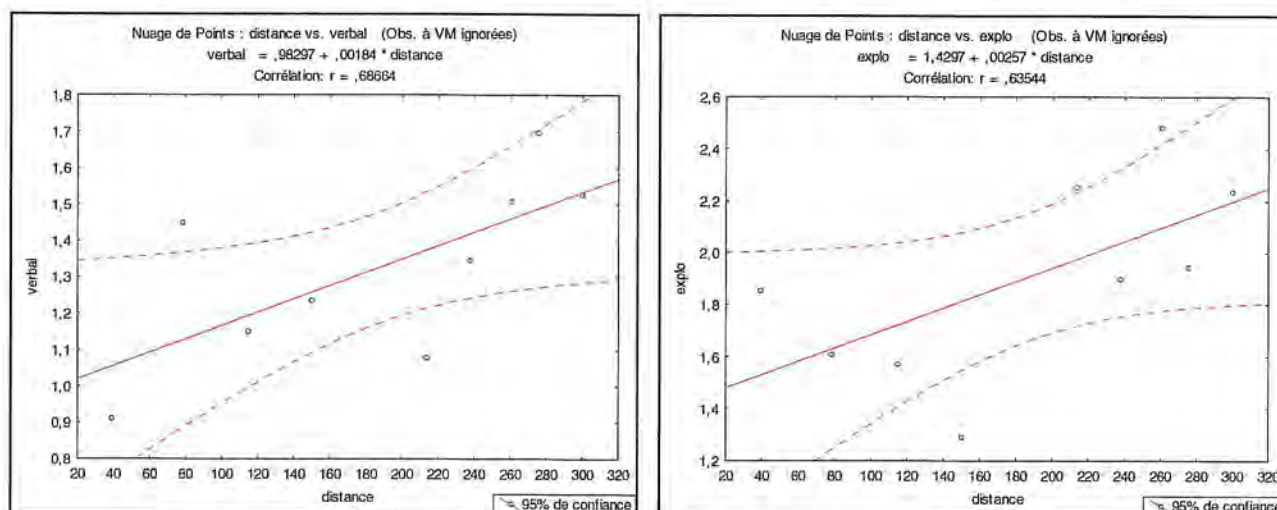 Nuage de Points : distance vs. verbal (Obs. à VM ignorées)
verbal = ,98297 + ,00184 * distance
Corrélation: r = ,68664
1,8
1,7
1,6
1,5
1,4
1,3
1,2
1,1
1,0
0,9
0,8
verbal
20 40 60 80 100 120 140 160 180 200 220 240 260 280 300 320
distance
95% de confiance
Nuage de Points : distance vs. explo (Obs. à VM ignorées)
explo = 1,4297 + ,00257 * distance
Corrélation: r = ,63544
2,6
2,4
2,2
2,0
1,8
1,6
1,4
1,2
explo
20 40 60 80 100 120 140 160 180 200 220 240 260 280 300 320
distance
95% de confiance